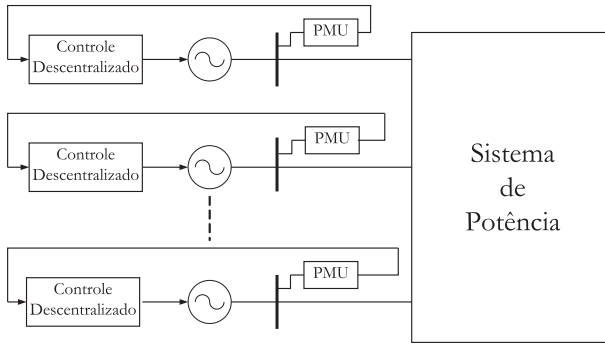 PMU
Controle
Descentralizado
PMU
Controle
Descentralizado
Sistema
de
Potência
PMU
Controle
Descentralizado